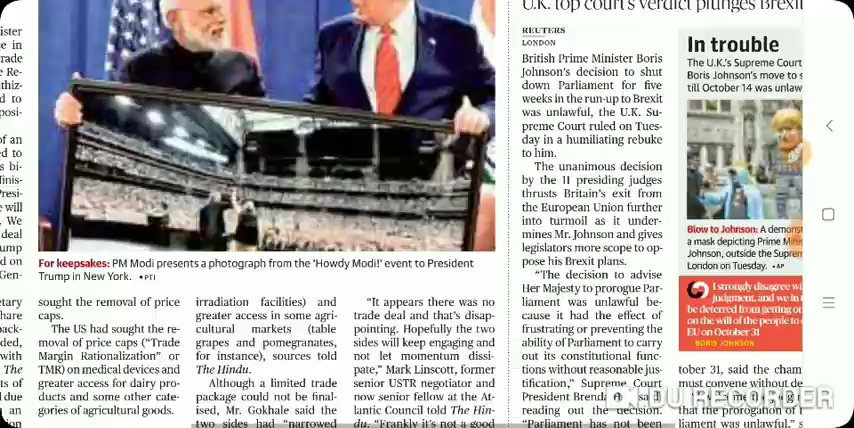 U.K. top court's verdict plunges Brexit
REUTERS
LONDON
British Prime Minister Boris
Johnson's decision to shut
down Parliament for five
weeks in the run-up to Brexit
was unlawful, the U.K. Su-
preme Court ruled on Tues-
day in a humiliating rebuke
to him.
The unanimous decision
by the 11 presiding judges
thrusts Britain's exit from
the European Union further
into turmoil as it under-
mines Mr. Johnson and gives
legislators more scope to op-
pose his Brexit plans.
"The decision to advise
Her Majesty to prorogue Par-
liament was unlawful be-
cause it had the effect of
frustrating or preventing the
ability of Parliament to carry
out its constitutional func-
tions without reasonable jus-
tification," Supreme Court
President
reading out the decision.
"Parliament has not been
In trouble
The U.K.'s Supreme Court
Boris Johnson's move to s
till October 14 was unlaw
Blow to Johnson: A demonst
a mask depicting Prime Minis
Johnson, outside the Suprem
London on Tuesday. • AP
I strongly disagree wi
judgment, and we in
be deterred from getting o
on the will of the people to
EU on October 31
BORIS JOHNSON
tober 31, said the cham
must convene without de
that the prorogation of
liament was unlawful," s
For keepsakes: PM Modi presents a photograph from the 'Howdy Modi!' event to President
Trump in New York. • PTI
sought the removal of price
caps.
The US had sought the re-
moval of price caps ("Trade
Margin Rationalization" or
TMR) on medical devices and
greater access for dairy pro-
ducts and some other cate-
gories of agricultural goods.
irradiation facilities) and
greater access in some agri-
cultural markets (table
grapes and pomegranates,
for instance), sources told
The Hindu.
Although a limited trade
package could not be final-
ised, Mr. Gokhale said the
two sides had "narrowed
"It appears there was no
trade deal and that's disap-
pointing. Hopefully the two
sides will keep engaging and
not let momentum dissi-
pate," Mark Linscott, former
senior USTR negotiator and
now senior fellow at the At-
lantic Council told The Hin-
du. "Frankly it's not a good
DU RECORDER